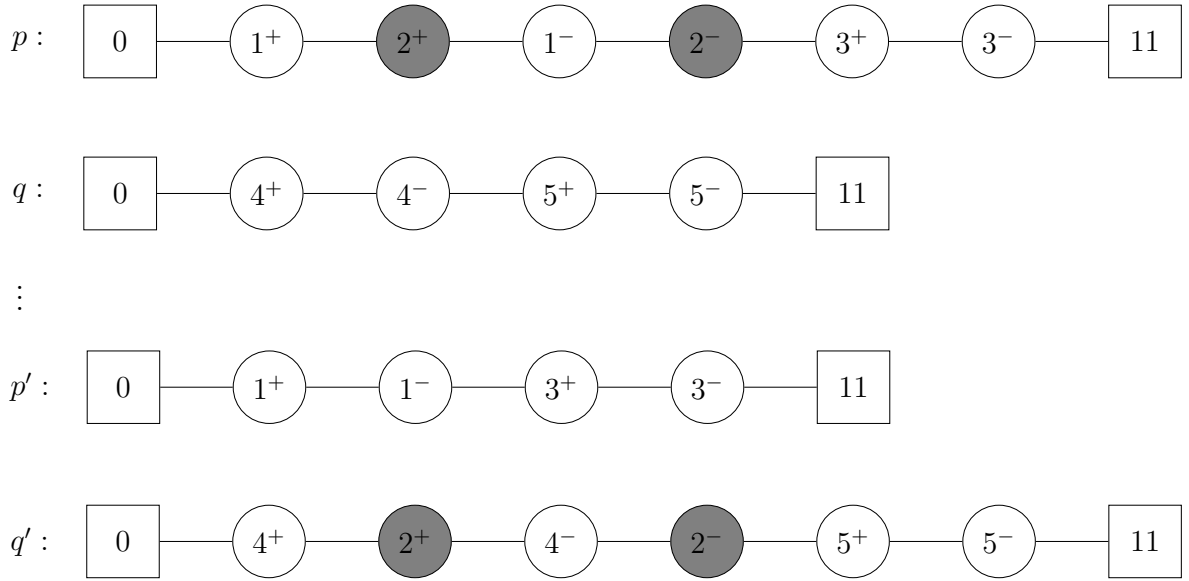 p : 0 1⁺ 2⁺ 1⁻ 2⁻ 3⁺ 3⁻ 11
q : 0 4⁺ 4⁻ 5⁺ 5⁻ 11
⋮
p′ : 0 1⁺ 1⁻ 3⁺ 3⁻ 11
q′ : 0 4⁺ 2⁺ 4⁻ 2⁻ 5⁺ 5⁻ 11